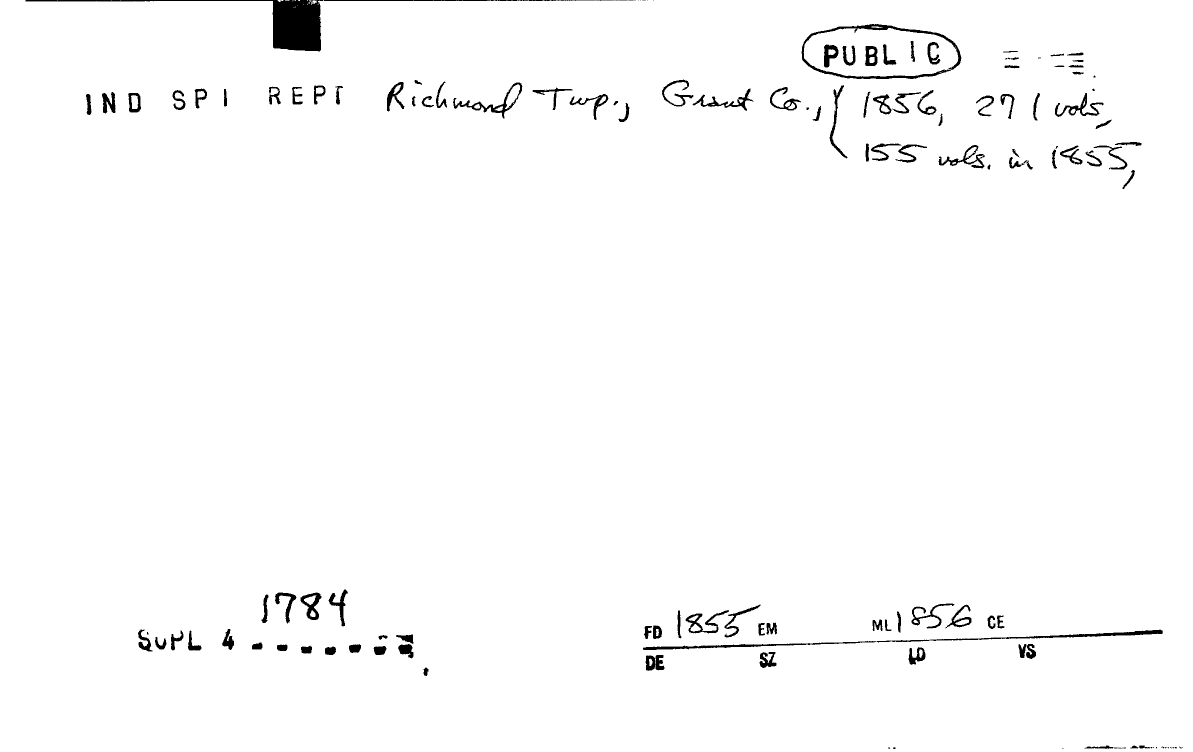 PUBLIC
IND SPI REPT Richmond Twp., Grant Co., { 1856, 271 vols,
155 vols. in 1855,
1784
SUPL 4
FD 1855 EM ML 1856 CE
DE SZ LD VS